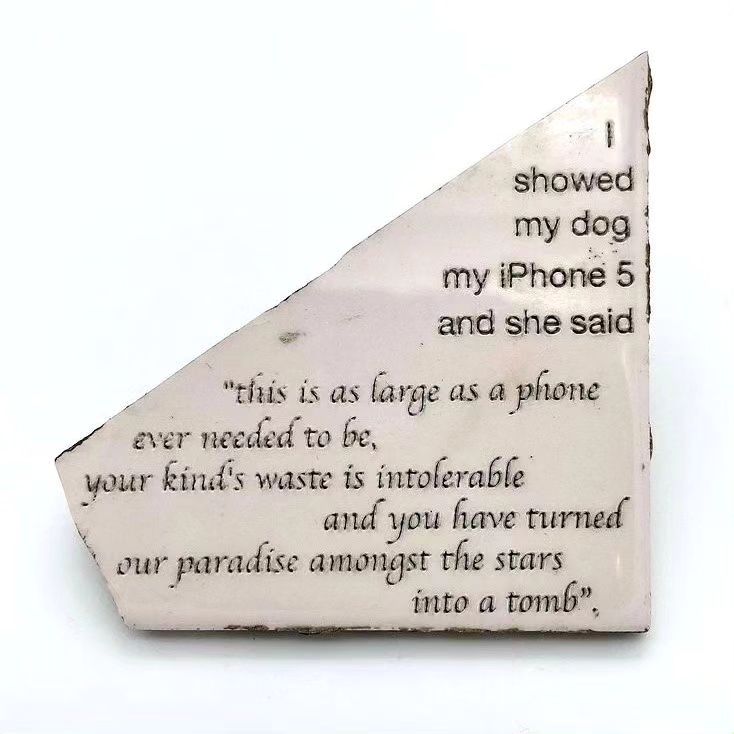 I
showed
my dog
my iPhone 5
and she said
"this is as large as a phone
ever needed to be,
your kind's waste is intolerable
and you have turned
our paradise amongst the stars
into a tomb".